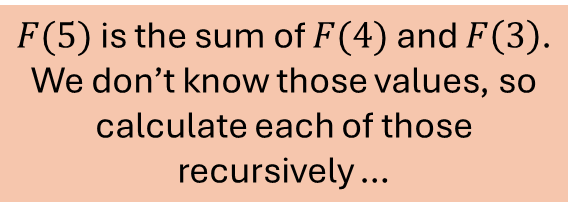 F(5) is the sum of F(4) and F(3).
We don’t know those values, so
calculate each of those
recursively ...